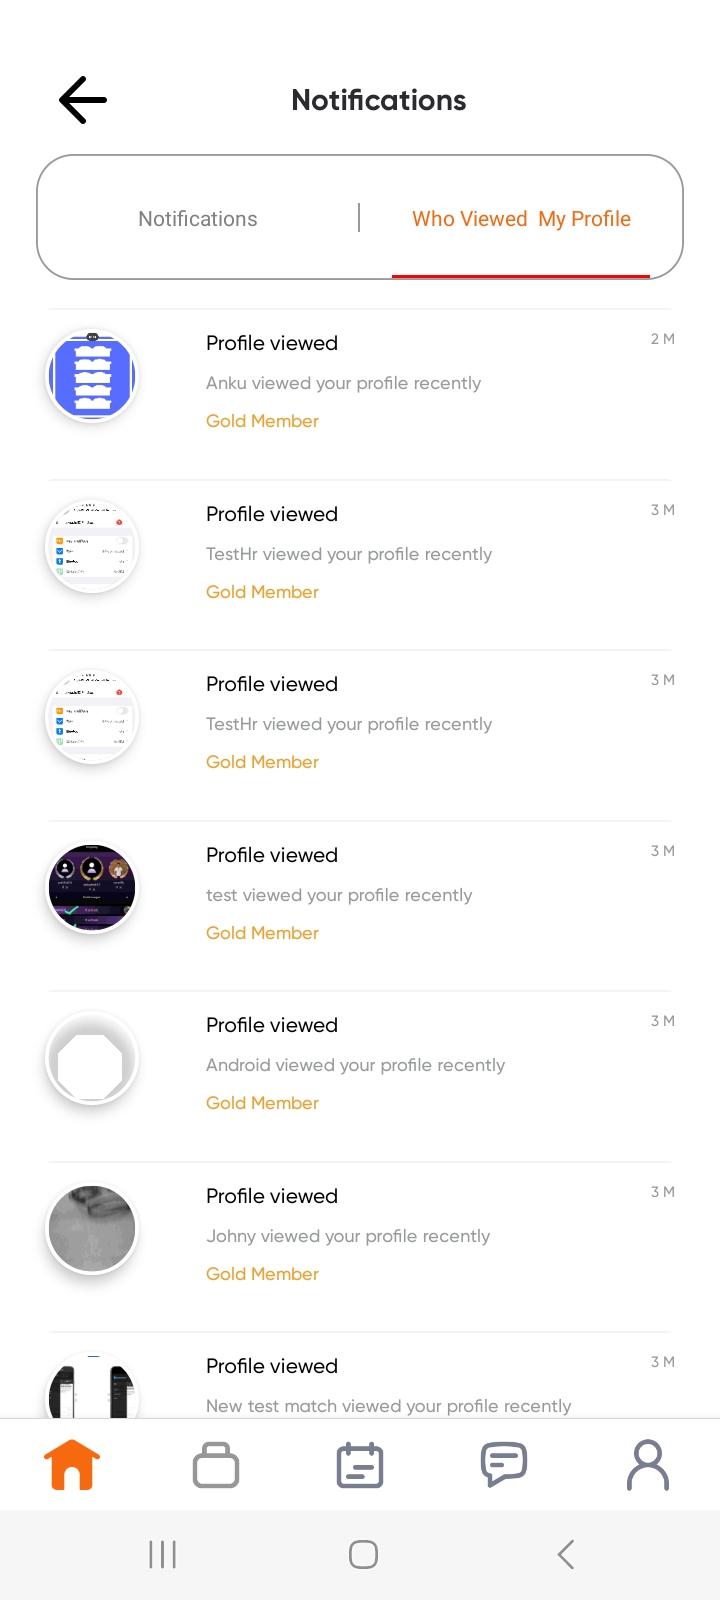 Notifications
Notifications
Who Viewed My Profile
Profile viewed
2 M
Anku viewed your profile recently
Gold Member
Profile viewed
3 M
TestHr viewed your profile recently
Gold Member
Profile viewed
3 M
TestHr viewed your profile recently
Gold Member
Profile viewed
3 M
test viewed your profile recently
Gold Member
Profile viewed
3 M
Android viewed your profile recently
Gold Member
Profile viewed
3 M
Johny viewed your profile recently
Gold Member
Profile viewed
3 M
New test match viewed your profile recently